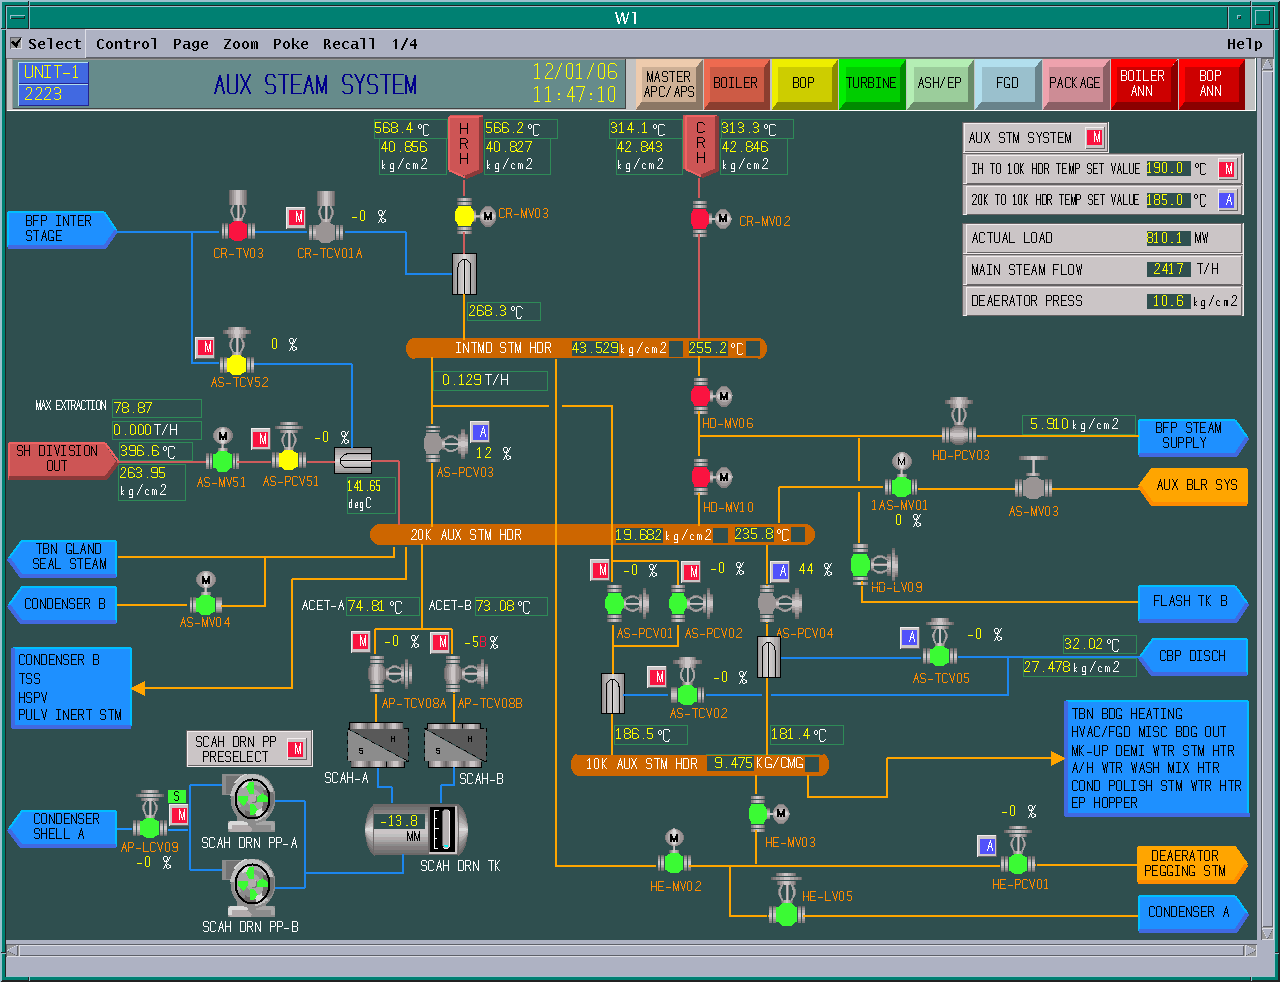 W1
Select Control Page Zoom Poke Recall 1/4 Help
UNIT-1
2223
AUX STEAM SYSTEM
12/01/06
11:47:10
MASTER
APC/APS
BOILER
BOP
TURBINE
ASH/EP
FGD
PACKAGE
BOILER
ANN
BOP
ANN
568.4 ℃
40.856
kg/cm2
HRH
566.2 ℃
40.827
kg/cm2
314.1 ℃
42.843
kg/cm2
CRH
313.3 ℃
42.846
kg/cm2
AUX STM SYSTEM M
IH TO 10K HDR TEMP SET VALUE 190.0 ℃ M
20K TO 10K HDR TEMP SET VALUE 185.0 ℃ A
ACTUAL LOAD 810.1 MW
MAIN STEAM FLOW 2417 T/H
DEAERATOR PRESS 10.6 kg/cm2
BFP INTER
STAGE
CR-TV03
M
-0 %
CR-TCV01A
M
CR-MV03
M
CR-MV02
268.3 ℃
INTMD STM HDR 43.529 kg/cm2 255.2 ℃
M
0 %
AS-TCV52
0.129 T/H
M
HD-MV06
MAX EXTRACTION 78.87
0.000 T/H
396.6 ℃
263.95
kg/cm2
SH DIVISION
OUT
M
AS-MV51
M
-0 %
AS-PCV51
141.65
degC
A
12 %
AS-PCV03
M
HD-MV10
HD-PCV03
5.910 kg/cm2
BFP STEAM
SUPPLY
M
1AS-MV01
0 %
AS-MV03
AUX BLR SYS
20K AUX STM HDR 19.682 kg/cm2 235.8 ℃
TBN GLAND
SEAL STEAM
CONDENSER B
M
AS-MV04
ACET-A 74.81 ℃
ACET-B 73.08 ℃
M -0 %
AP-TCV08A
M
AP-TCV08B
M -0 %
AS-PCV01
M -0 %
AS-PCV02
A 44 %
AS-PCV04
HD-LV09
FLASH TK B
A -0 %
AS-TCV05
32.02 ℃
27.478 kg/cm2
CBP DISCH
CONDENSER B
TSS
HSPV
PULV INERT STM
M -0 %
AS-TCV02
186.5 ℃
181.4 ℃
10K AUX STM HDR 9.475 KG/CMG
TBN BDG HEATING
HVAC/FGD MISC BDG OUT
MK-UP DEMI WTR STM HTR
A/H WTR WASH MIX HTR
COND POLISH STM WTR HTR
EP HOPPER
SCAH DRN PP
PRESELECT M
S H
SCAH-A
S H
SCAH-B
CONDENSER
SHELL A
S
M
AP-LCV09
-0 %
SCAH DRN PP-A
SCAH DRN PP-B
-13.8
MM
SCAH DRN TK
M
HE-MV03
M
HE-MV02
HE-LV05
-0 %
A
HE-PCV01
DEAERATOR
PEGGING STM
CONDENSER A